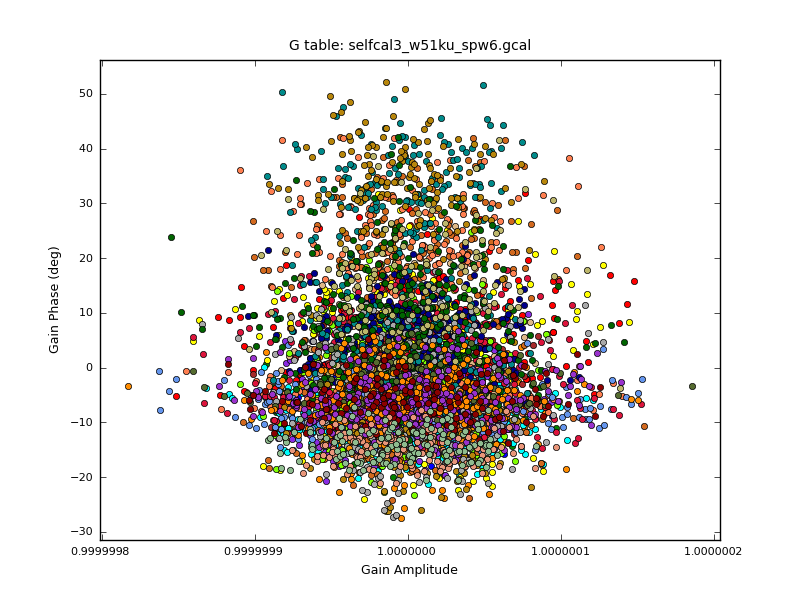 G table: selfcal3_w51ku_spw6.gcal
50
40
30
20
10
0
−10
−20
−30
Gain Phase (deg)
0.9999998 0.9999999 1.0000000 1.0000001 1.0000002
Gain Amplitude